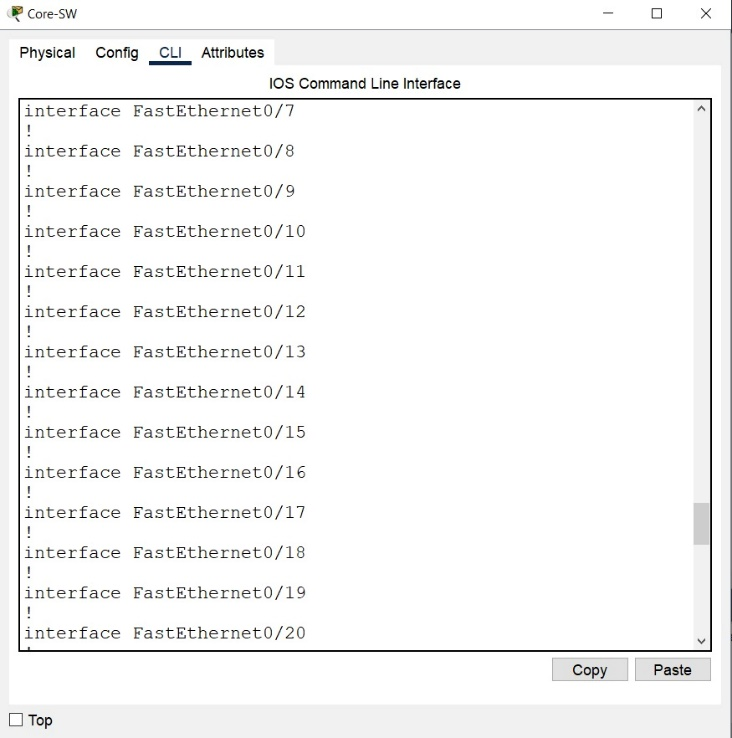 Core-SW
Physical Config CLI Attributes
IOS Command Line Interface
interface FastEthernet0/7
!
interface FastEthernet0/8
!
interface FastEthernet0/9
!
interface FastEthernet0/10
!
interface FastEthernet0/11
!
interface FastEthernet0/12
!
interface FastEthernet0/13
!
interface FastEthernet0/14
!
interface FastEthernet0/15
!
interface FastEthernet0/16
!
interface FastEthernet0/17
!
interface FastEthernet0/18
!
interface FastEthernet0/19
!
interface FastEthernet0/20
Copy Paste
Top